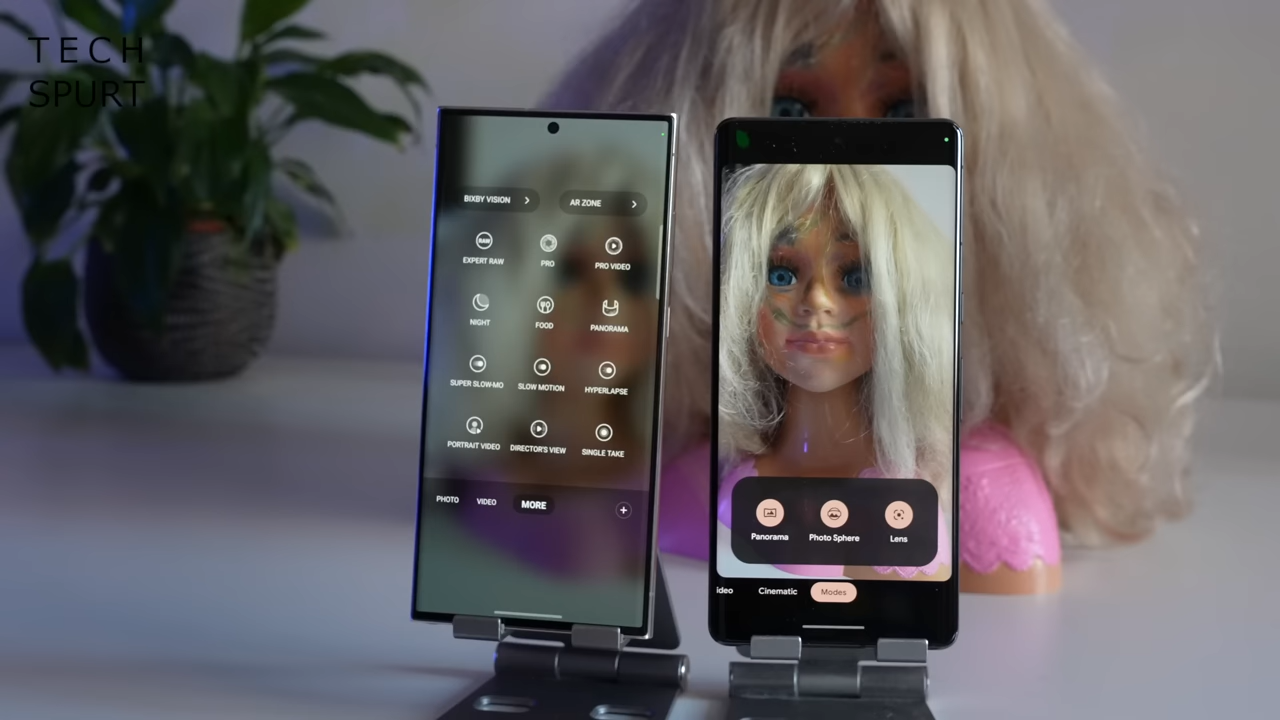 TECH
SPURT
BIXBY VISION
AR ZONE
RAW
EXPERT RAW
PRO
PRO VIDEO
NIGHT
FOOD
PANORAMA
SUPER SLOW-MO
SLOW MOTION
HYPERLAPSE
PORTRAIT VIDEO
DIRECTOR'S VIEW
SINGLE TAKE
PHOTO
VIDEO
MORE
Panorama
Photo Sphere
Lens
ideo
Cinematic
Modes